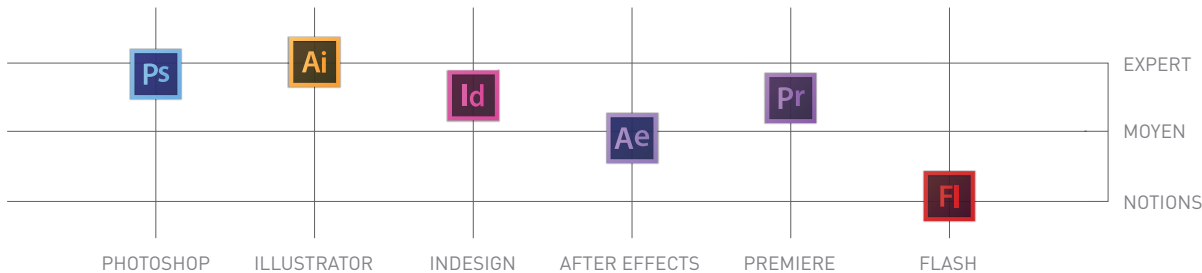 Ps
Ai
Id
Ae
Pr
Fl
EXPERT
MOYEN
NOTIONS
PHOTOSHOP ILLUSTRATOR INDESIGN AFTER EFFECTS PREMIERE FLASH